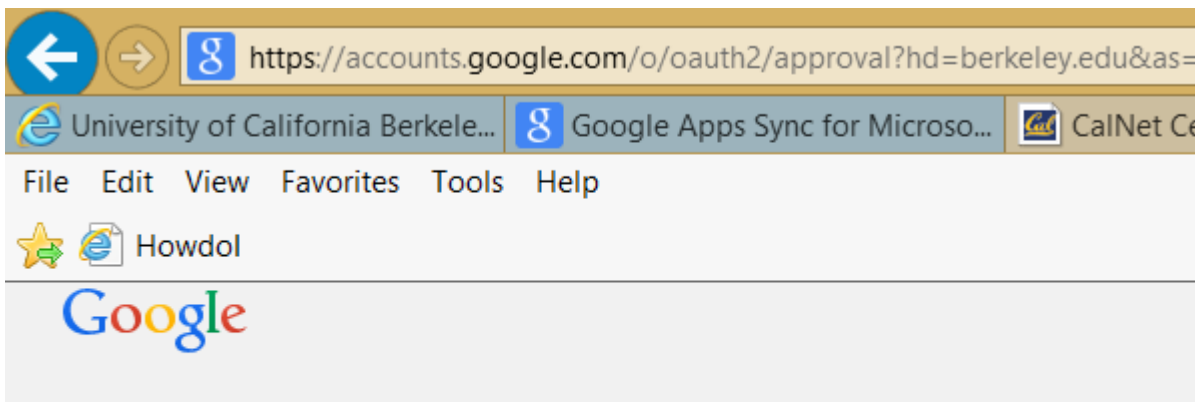 https://accounts.google.com/o/oauth2/approval?hd=berkeley.edu&as=
University of California Berkele... Google Apps Sync for Microso... CalNet Ce
File Edit View Favorites Tools Help
HowdoI
Google